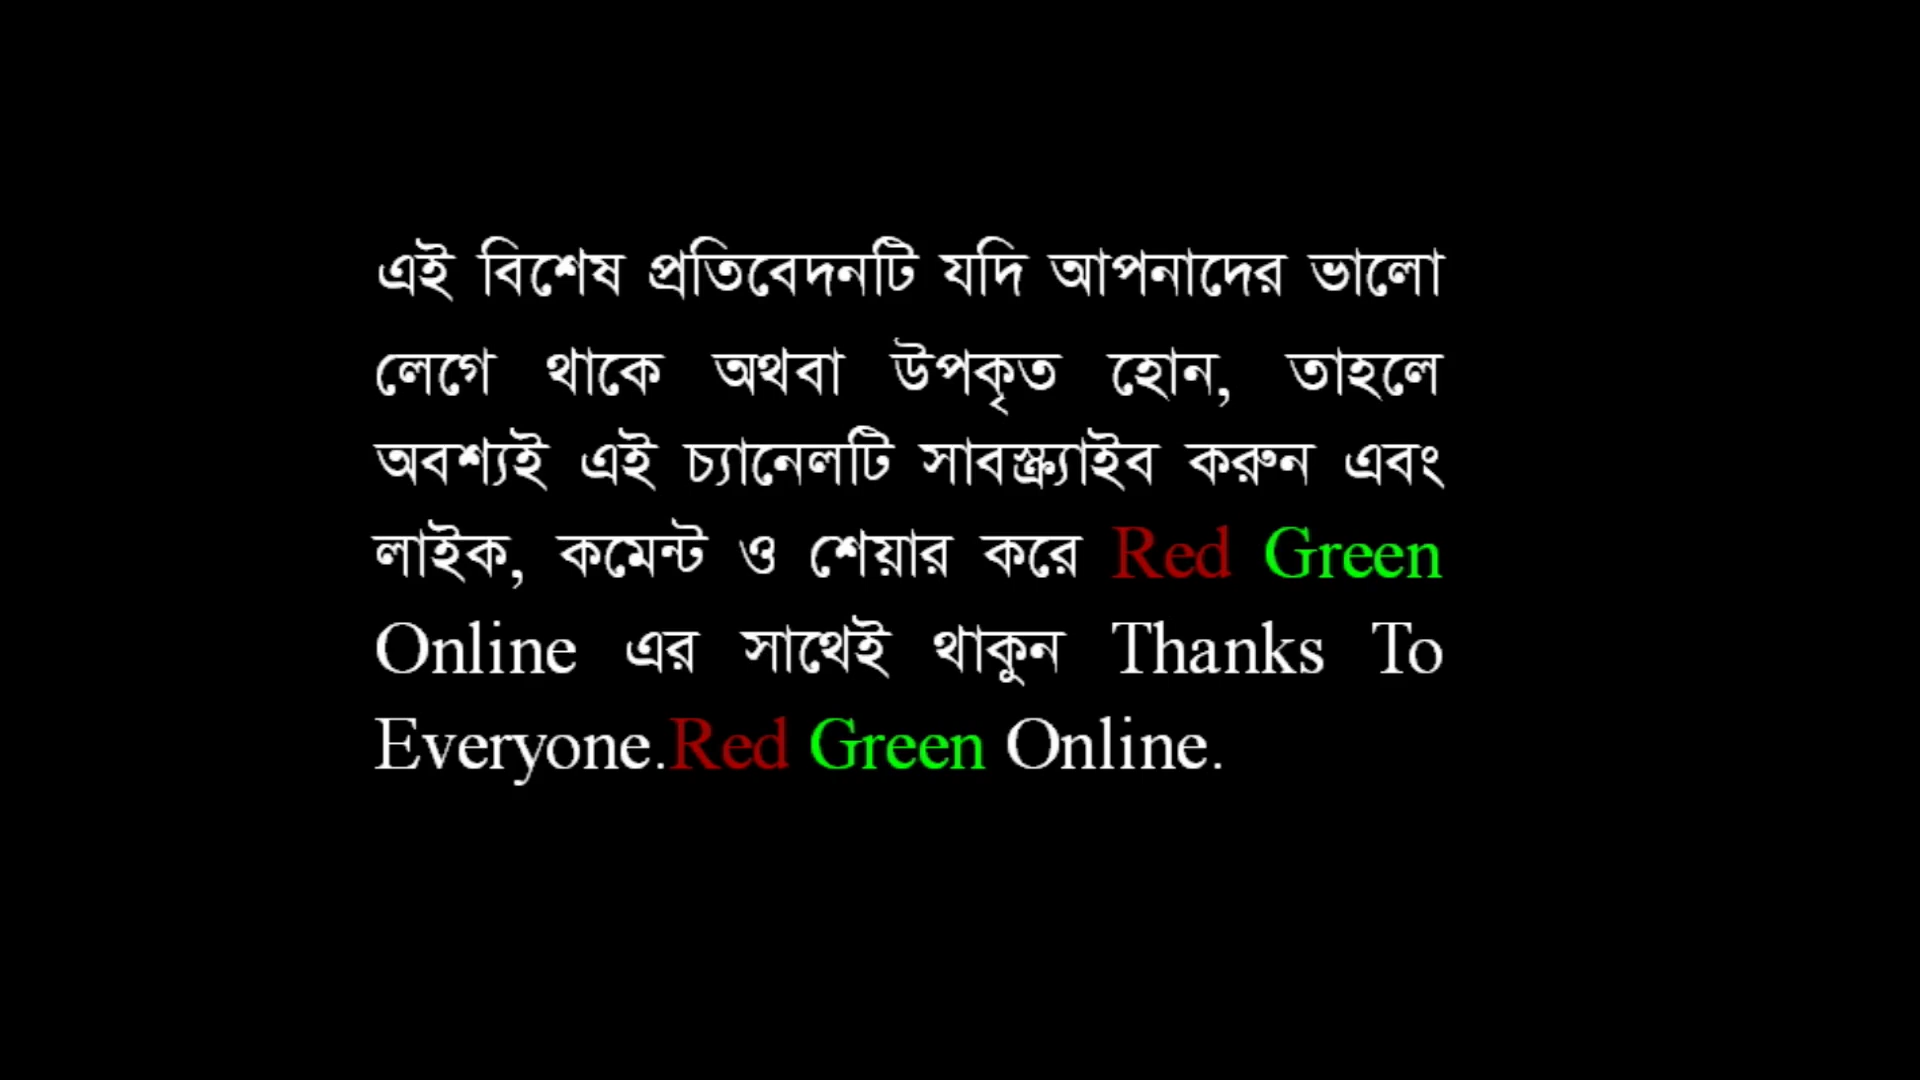 এই বিশেষ প্রতিবেদনটি যদি আপনাদের ভালো
লেগে থাকে অথবা উপকৃত হোন, তাহলে
অবশ্যই এই চ্যানেলটি সাবস্ক্র্যাইব করুন এবং
লাইক, কমেন্ট ও শেয়ার করে Red Green
Online এর সাথেই থাকুন Thanks To
Everyone.Red Green Online.